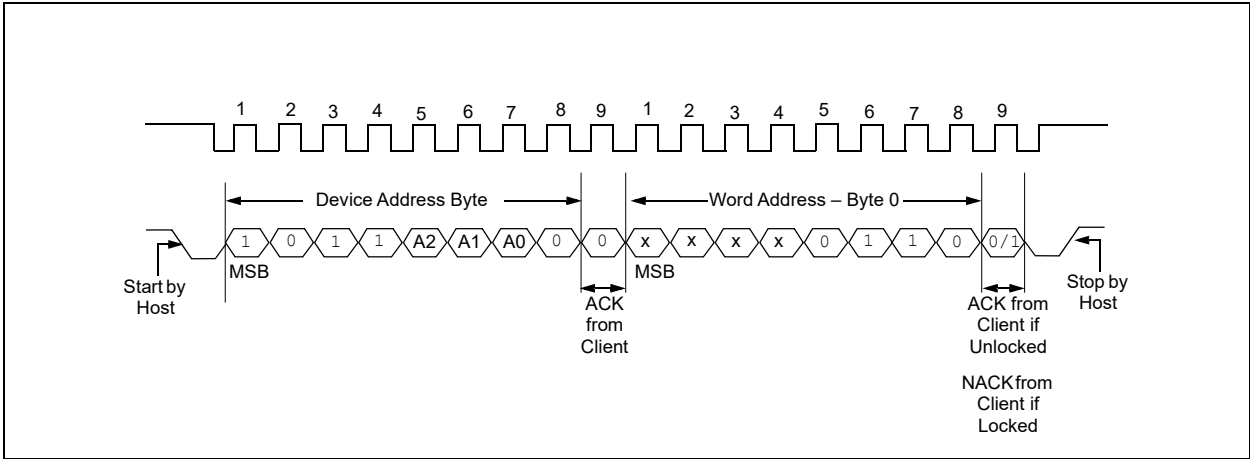 1 2 3 4 5 6 7 8 9 1 2 3 4 5 6 7 8 9
Device Address Byte
Word Address – Byte 0
1 0 1 1 A2 A1 A0 0 0 x x x x 0 1 1 0 0/1
MSB
MSB
Start by
Host
ACK
from
Client
ACK from
Client if
Unlocked
NACK from
Client if
Locked
Stop by
Host